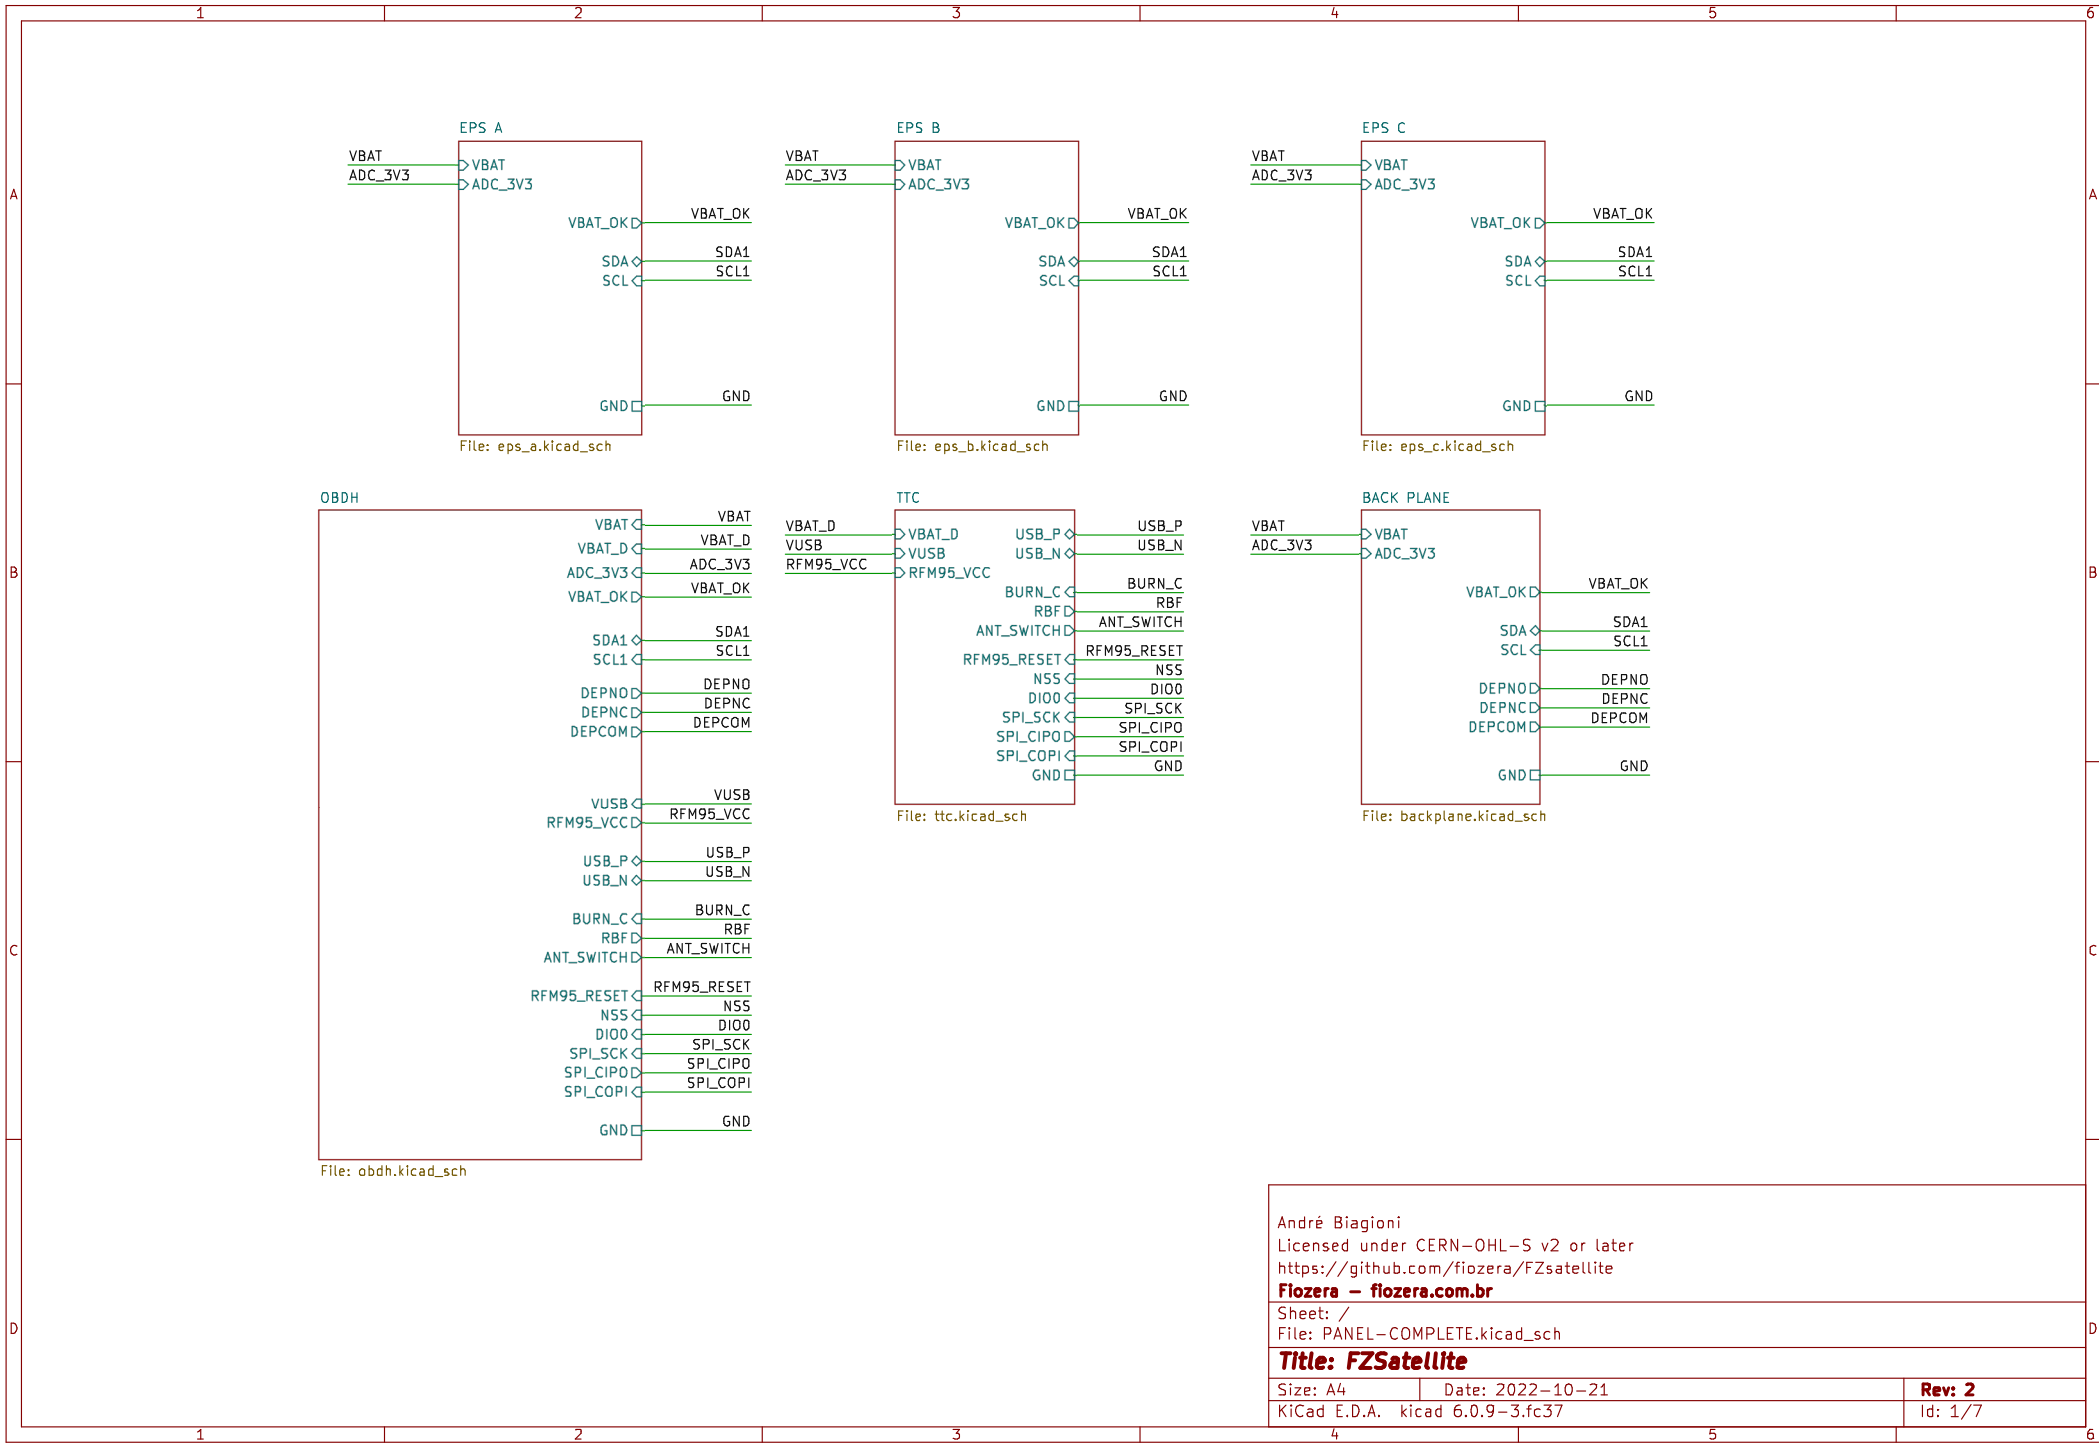 1 2 3 4 5 6
A A
B B
C C
D D
EPS A
VBAT
ADC_3V3
VBAT
ADC_3V3
VBAT_OK
VBAT_OK
SDA
SDA1
SCL
SCL1
GND
GND
File: eps_a.kicad_sch
EPS B
VBAT
ADC_3V3
VBAT
ADC_3V3
VBAT_OK
VBAT_OK
SDA
SDA1
SCL
SCL1
GND
GND
File: eps_b.kicad_sch
EPS C
VBAT
ADC_3V3
VBAT
ADC_3V3
VBAT_OK
VBAT_OK
SDA
SDA1
SCL
SCL1
GND
GND
File: eps_c.kicad_sch
OBDH
VBAT
VBAT
VBAT_D
VBAT_D
ADC_3V3
ADC_3V3
VBAT_OK
VBAT_OK
SDA1
SDA1
SCL1
SCL1
DEPNO
DEPNO
DEPNC
DEPNC
DEPCOM
DEPCOM
VUSB
VUSB
RFM95_VCC
RFM95_VCC
USB_P
USB_P
USB_N
USB_N
BURN_C
BURN_C
RBF
RBF
ANT_SWITCH
ANT_SWITCH
RFM95_RESET
RFM95_RESET
NSS
NSS
DIO0
DIO0
SPI_SCK
SPI_SCK
SPI_CIPO
SPI_CIPO
SPI_COPI
SPI_COPI
GND
GND
File: obdh.kicad_sch
TTC
VBAT_D
VUSB
RFM95_VCC
VBAT_D
VUSB
RFM95_VCC
USB_P
USB_P
USB_N
USB_N
BURN_C
BURN_C
RBF
RBF
ANT_SWITCH
ANT_SWITCH
RFM95_RESET
RFM95_RESET
NSS
NSS
DIO0
DIO0
SPI_SCK
SPI_SCK
SPI_CIPO
SPI_CIPO
SPI_COPI
SPI_COPI
GND
GND
File: ttc.kicad_sch
BACK PLANE
VBAT
ADC_3V3
VBAT
ADC_3V3
VBAT_OK
VBAT_OK
SDA
SDA1
SCL
SCL1
DEPNO
DEPNO
DEPNC
DEPNC
DEPCOM
DEPCOM
GND
GND
File: backplane.kicad_sch
André Biagioni
Licensed under CERN-OHL-S v2 or later
https://github.com/fiozera/FZsatellite
Fiozera - fiozera.com.br
Sheet: /
File: PANEL-COMPLETE.kicad_sch
Title: FZSatellite
Size: A4 Date: 2022-10-21 Rev: 2
KiCad E.D.A. kicad 6.0.9-3.fc37 Id: 1/7
1 2 3 4 5 6